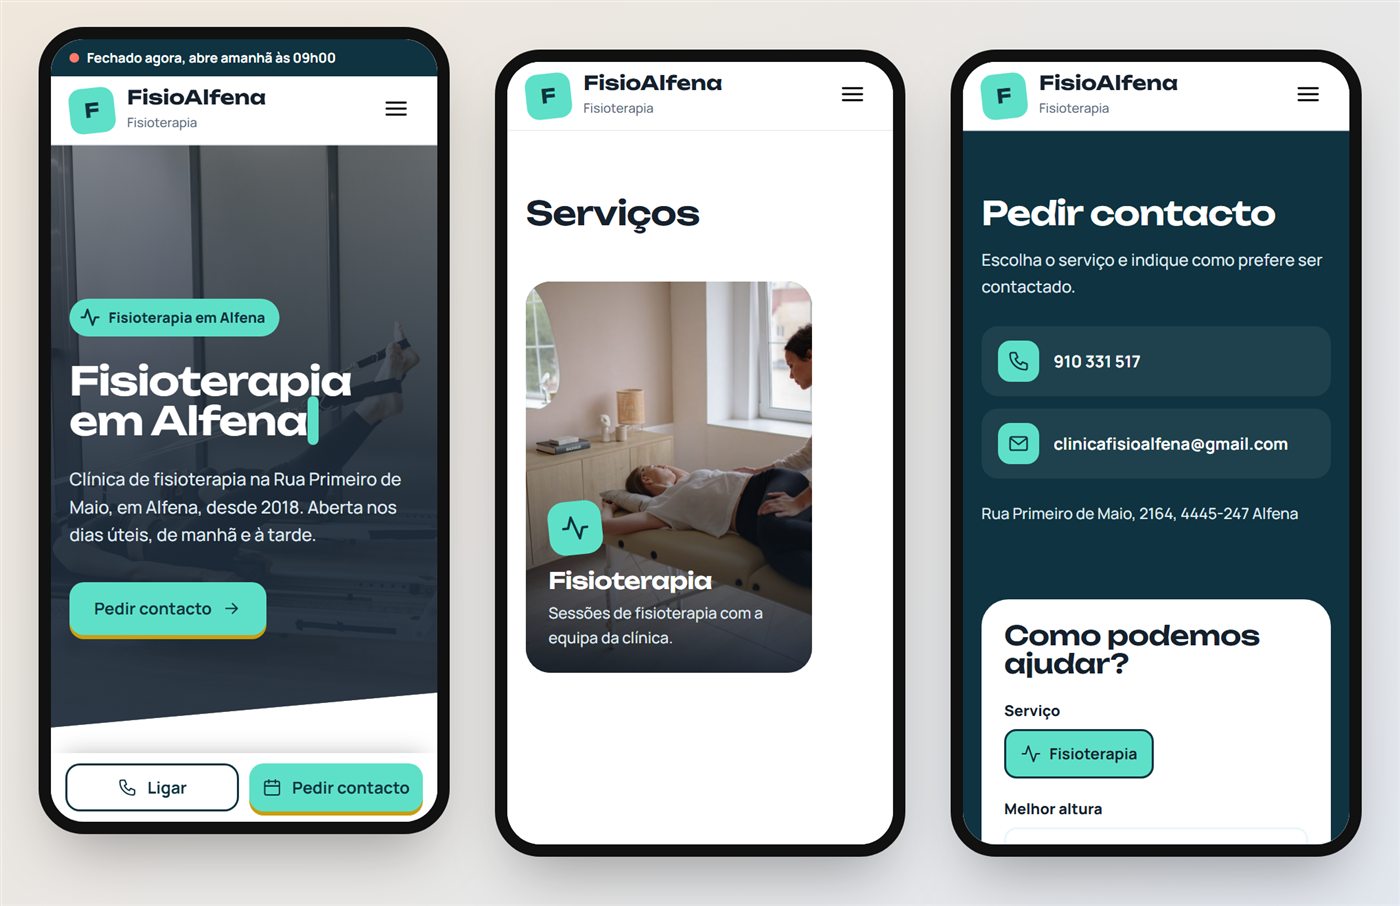 Fechado agora, abre amanhã às 09h00
F
FisioAlfena
Fisioterapia
Fisioterapia em Alfena
Fisioterapia
em Alfena
Clínica de fisioterapia na Rua Primeiro de
Maio, em Alfena, desde 2018. Aberta nos
dias úteis, de manhã e à tarde.
Pedir contacto
Ligar
Pedir contacto
F
FisioAlfena
Fisioterapia
Serviços
Fisioterapia
Sessões de fisioterapia com a
equipa da clínica.
F
FisioAlfena
Fisioterapia
Pedir contacto
Escolha o serviço e indique como prefere ser
contactado.
910 331 517
clinicafisioalfena@gmail.com
Rua Primeiro de Maio, 2164, 4445-247 Alfena
Como podemos
ajudar?
Serviço
Fisioterapia
Melhor altura